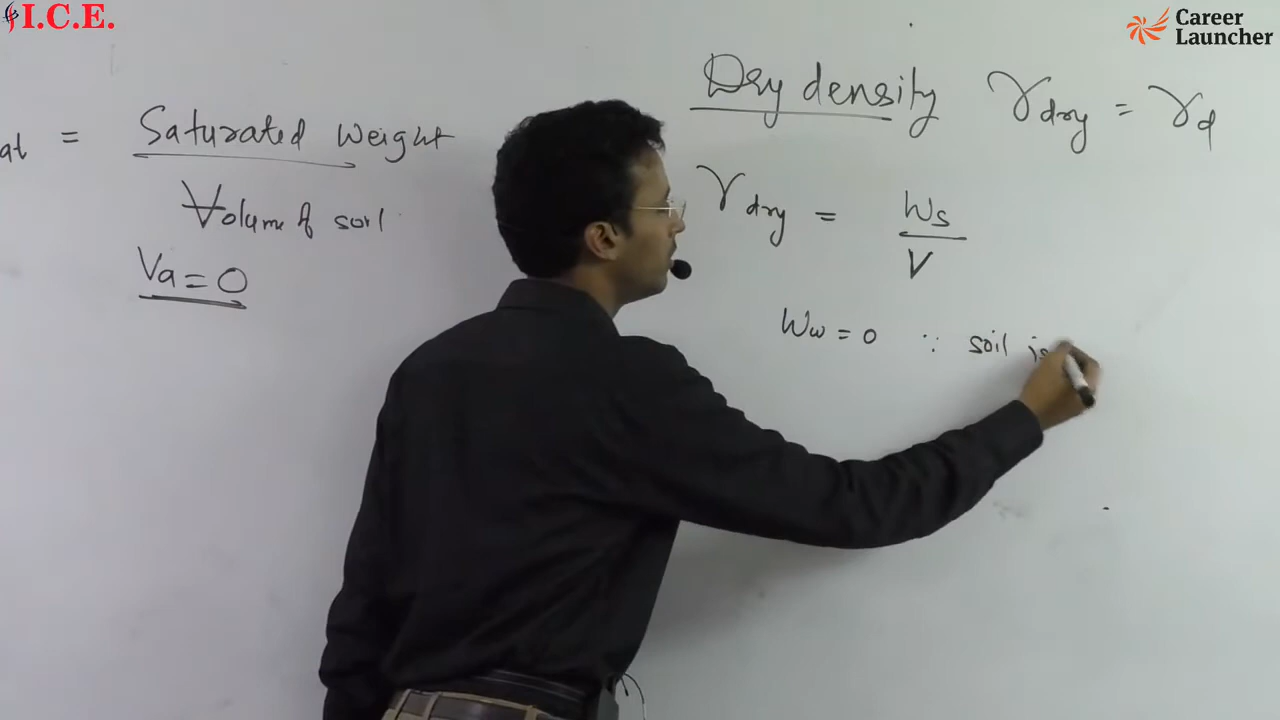 I.C.E.
Career
Launcher
at = Saturated Weight
Volume of soil
Va = 0
Dry density γdry = γd
γdry = Ws
V
Ww = 0 ∵ soil is